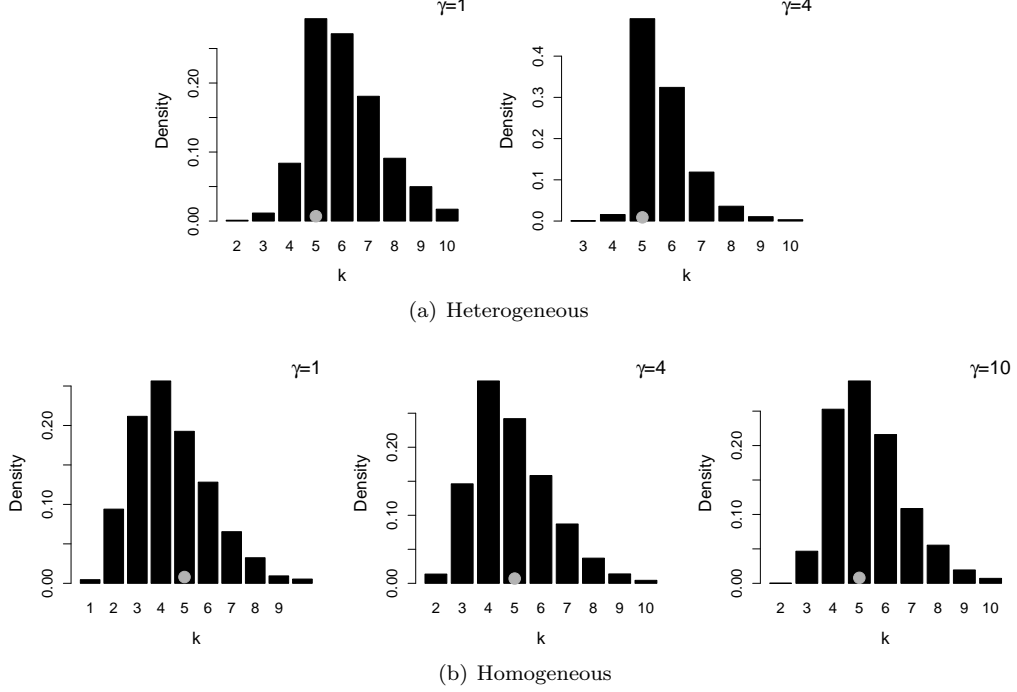 γ=1
Density
0.00 0.10 0.20
2 3 4 5 6 7 8 9 10
k
γ=4
Density
0.0 0.1 0.2 0.3 0.4
3 4 5 6 7 8 9 10
k
(a) Heterogeneous
γ=1
Density
0.00 0.10 0.20
1 2 3 4 5 6 7 8 9
k
γ=4
Density
0.00 0.10 0.20
2 3 4 5 6 7 8 9 10
k
γ=10
Density
0.00 0.10 0.20
2 3 4 5 6 7 8 9 10
k
(b) Homogeneous